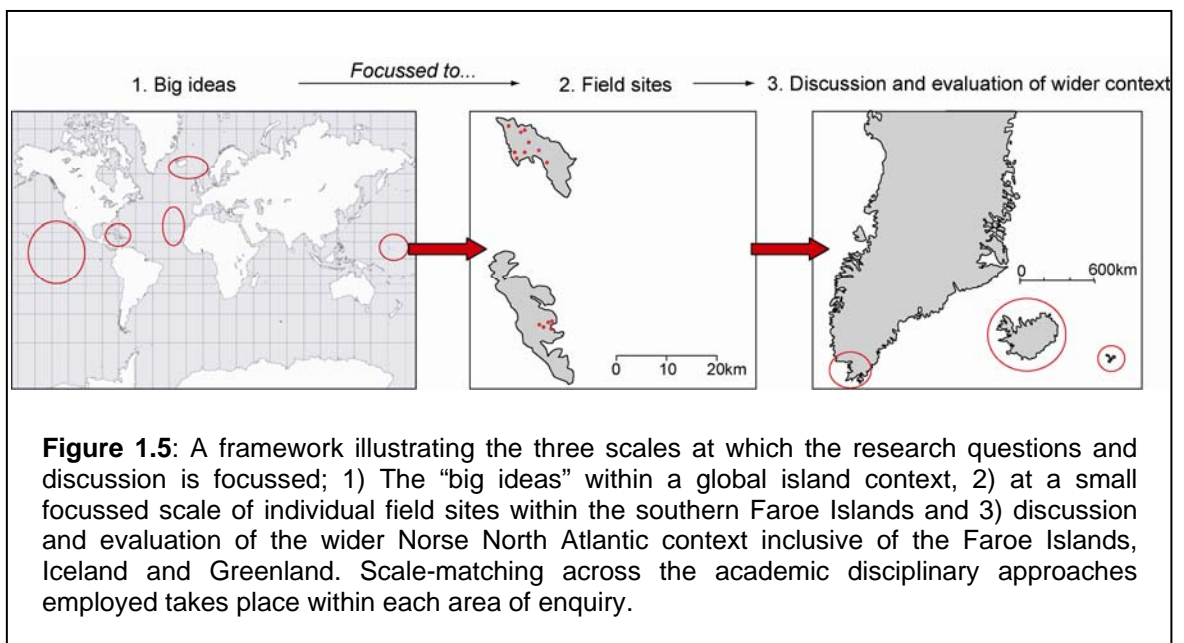 1. Big ideas
Focussed to...
2. Field sites
3. Discussion and evaluation of wider context
0 600km
0 10 20km
Figure 1.5: A framework illustrating the three scales at which the research questions and
discussion is focussed; 1) The “big ideas” within a global island context, 2) at a small
focussed scale of individual field sites within the southern Faroe Islands and 3) discussion
and evaluation of the wider Norse North Atlantic context inclusive of the Faroe Islands,
Iceland and Greenland. Scale-matching across the academic disciplinary approaches
employed takes place within each area of enquiry.